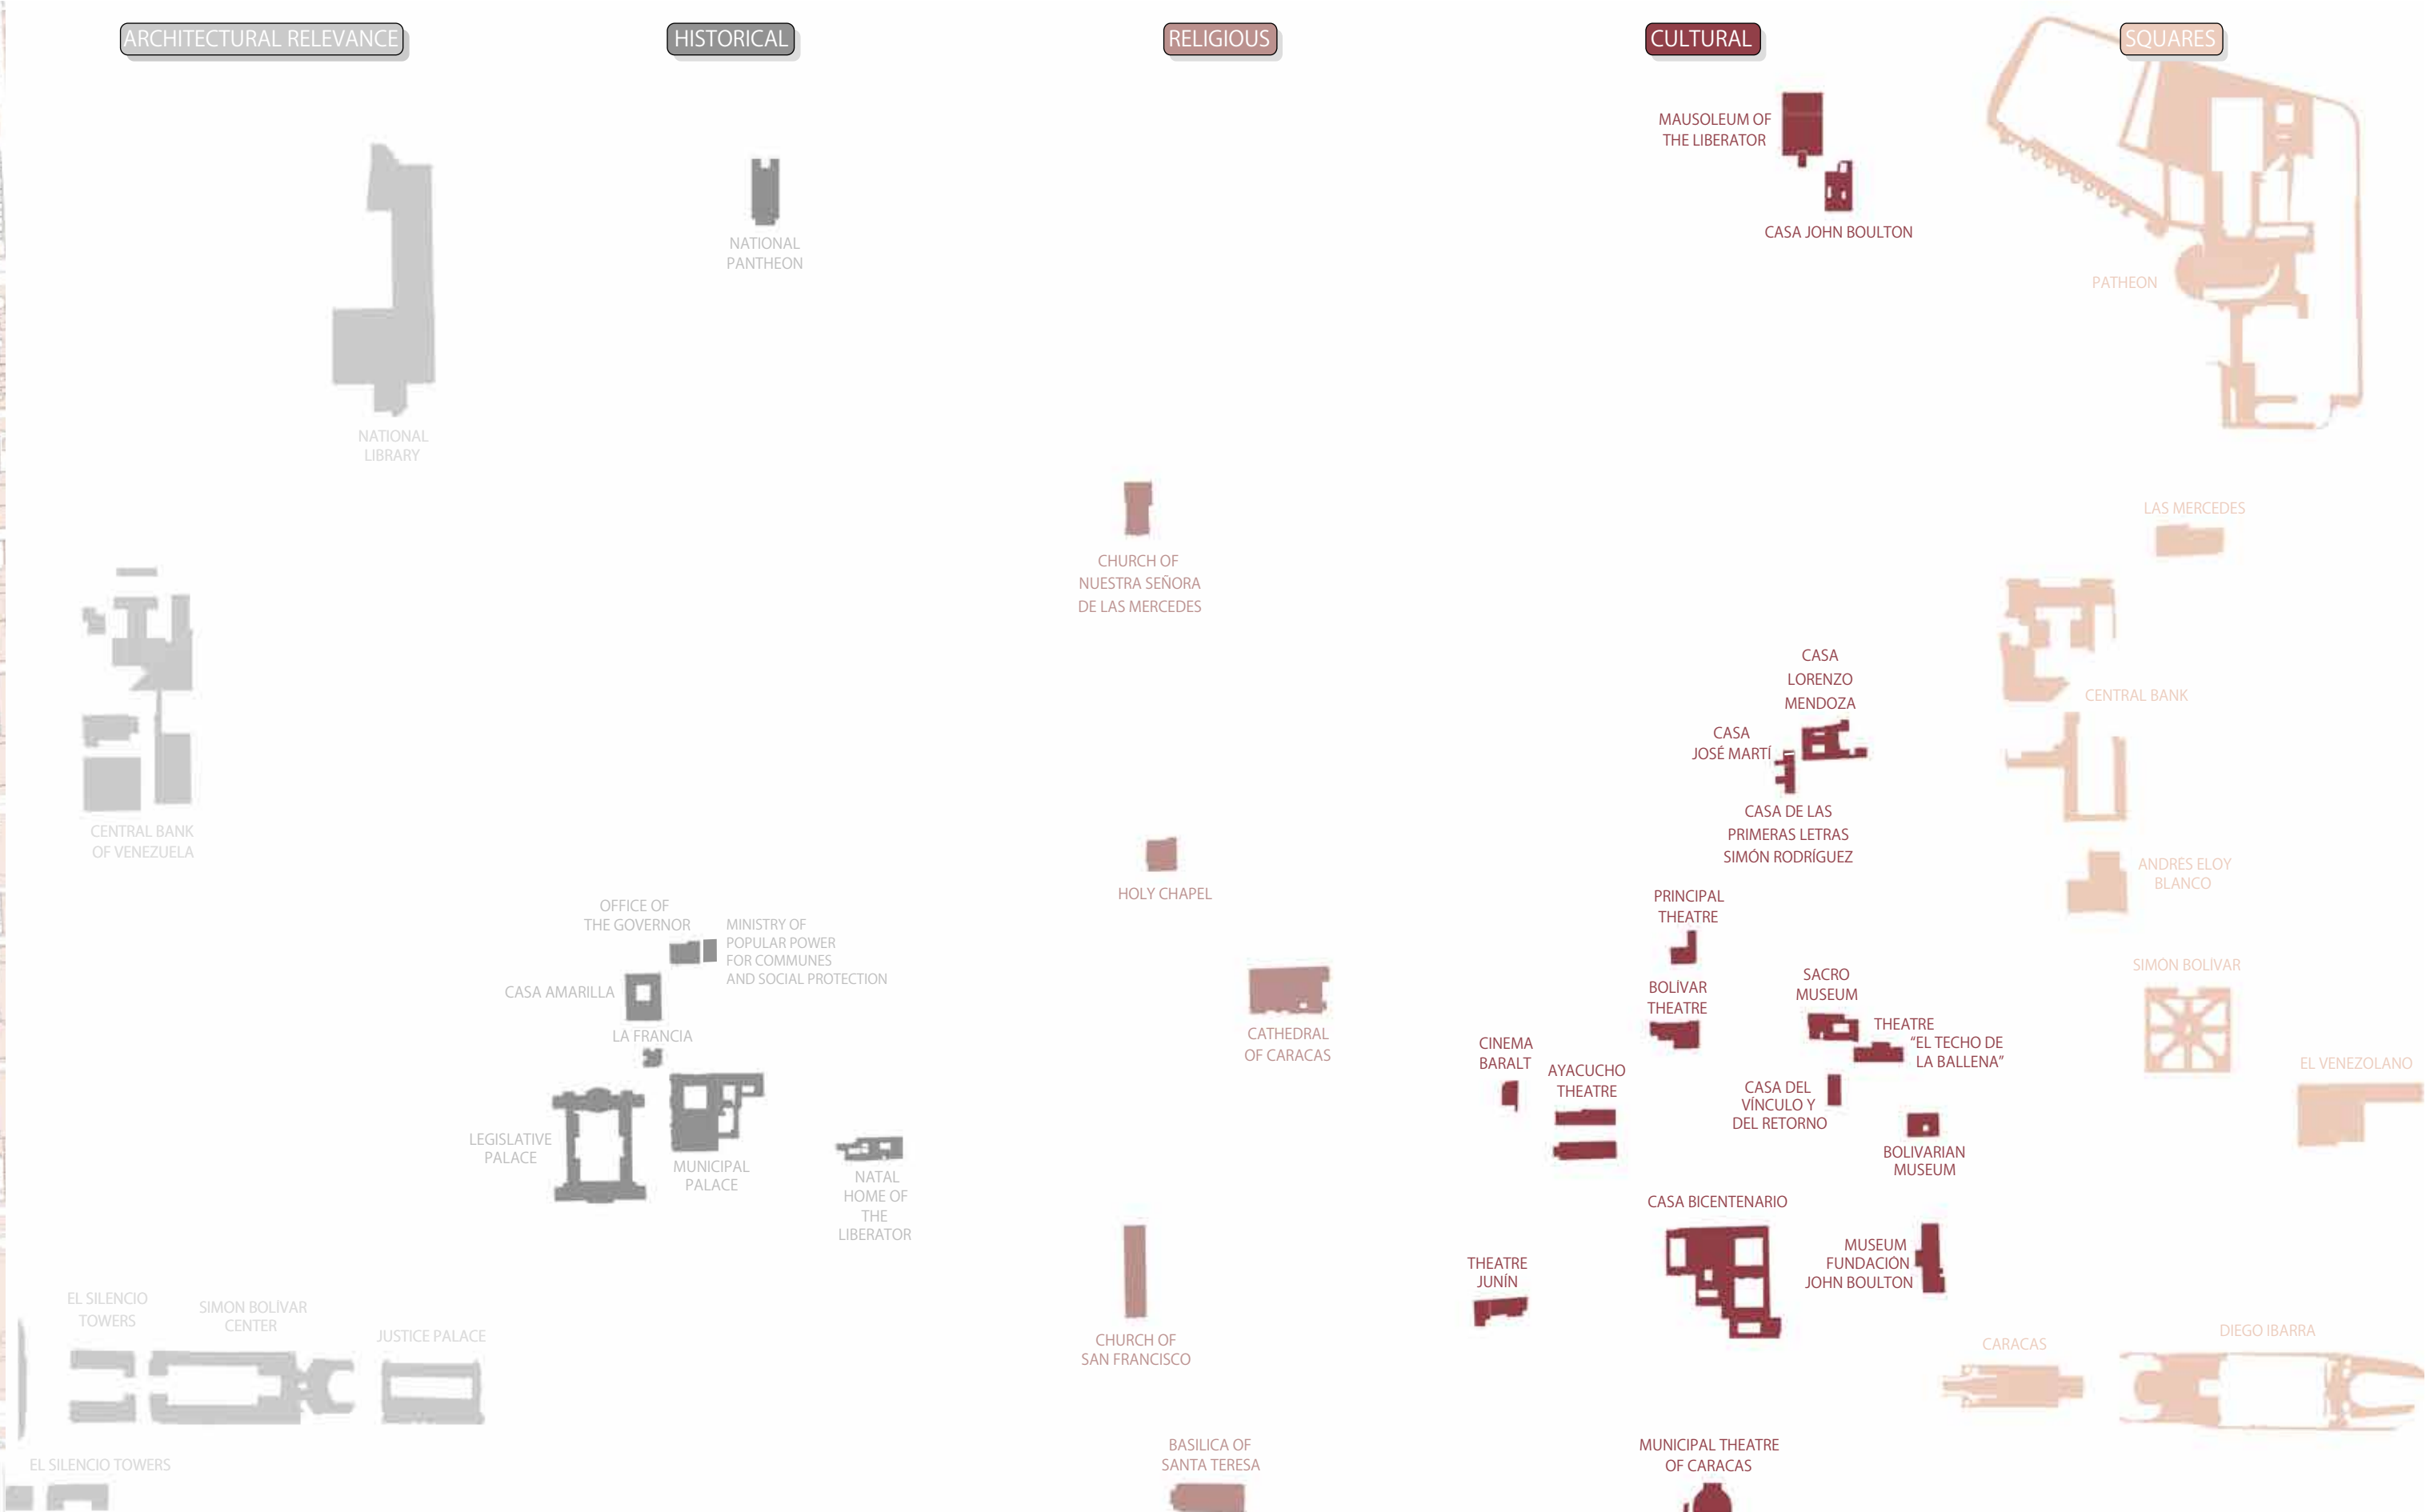 ARCHITECTURAL RELEVANCE
HISTORICAL
RELIGIOUS
CULTURAL
SQUARES
NATIONAL
LIBRARY
CENTRAL BANK
OF VENEZUELA
EL SILENCIO
TOWERS
SIMON BOLÍVAR
CENTER
JUSTICE PALACE
EL SILENCIO TOWERS
NATIONAL
PANTHEON
OFFICE OF
THE GOVERNOR
MINISTRY OF
POPULAR POWER
FOR COMMUNES
AND SOCIAL PROTECTION
CASA AMARILLA
LA FRANCIA
LEGISLATIVE
PALACE
MUNICIPAL
PALACE
NATAL
HOME OF
THE
LIBERATOR
CHURCH OF
NUESTRA SEÑORA
DE LAS MERCEDES
HOLY CHAPEL
CATHEDRAL
OF CARACAS
CHURCH OF
SAN FRANCISCO
BASILICA OF
SANTA TERESA
MAUSOLEUM OF
THE LIBERATOR
CASA JOHN BOULTON
CASA
LORENZO
MENDOZA
CASA
JOSÉ MARTÍ
CASA DE LAS
PRIMERAS LETRAS
SIMÓN RODRÍGUEZ
PRINCIPAL
THEATRE
BOLÍVAR
THEATRE
SACRO
MUSEUM
THEATRE
"EL TECHO DE
LA BALLENA"
CINEMA
BARALT
AYACUCHO
THEATRE
CASA DEL
VÍNCULO Y
DEL RETORNO
BOLIVARIAN
MUSEUM
CASA BICENTENARIO
THEATRE
JUNÍN
MUSEUM
FUNDACIÓN
JOHN BOULTON
MUNICIPAL THEATRE
OF CARACAS
PATHEON
LAS MERCEDES
CENTRAL BANK
ANDRÉS ELOY
BLANCO
SIMÓN BOLÍVAR
EL VENEZOLANO
CARACAS
DIEGO IBARRA